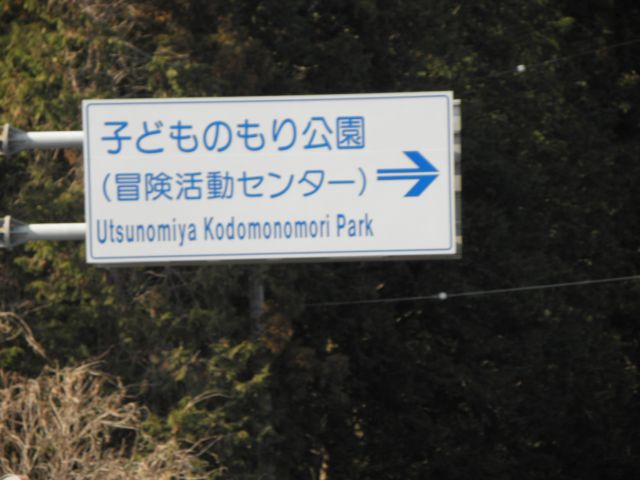 子どものもり公園
(冒険活動センター)
Utsunomiya Kodomonomori Park